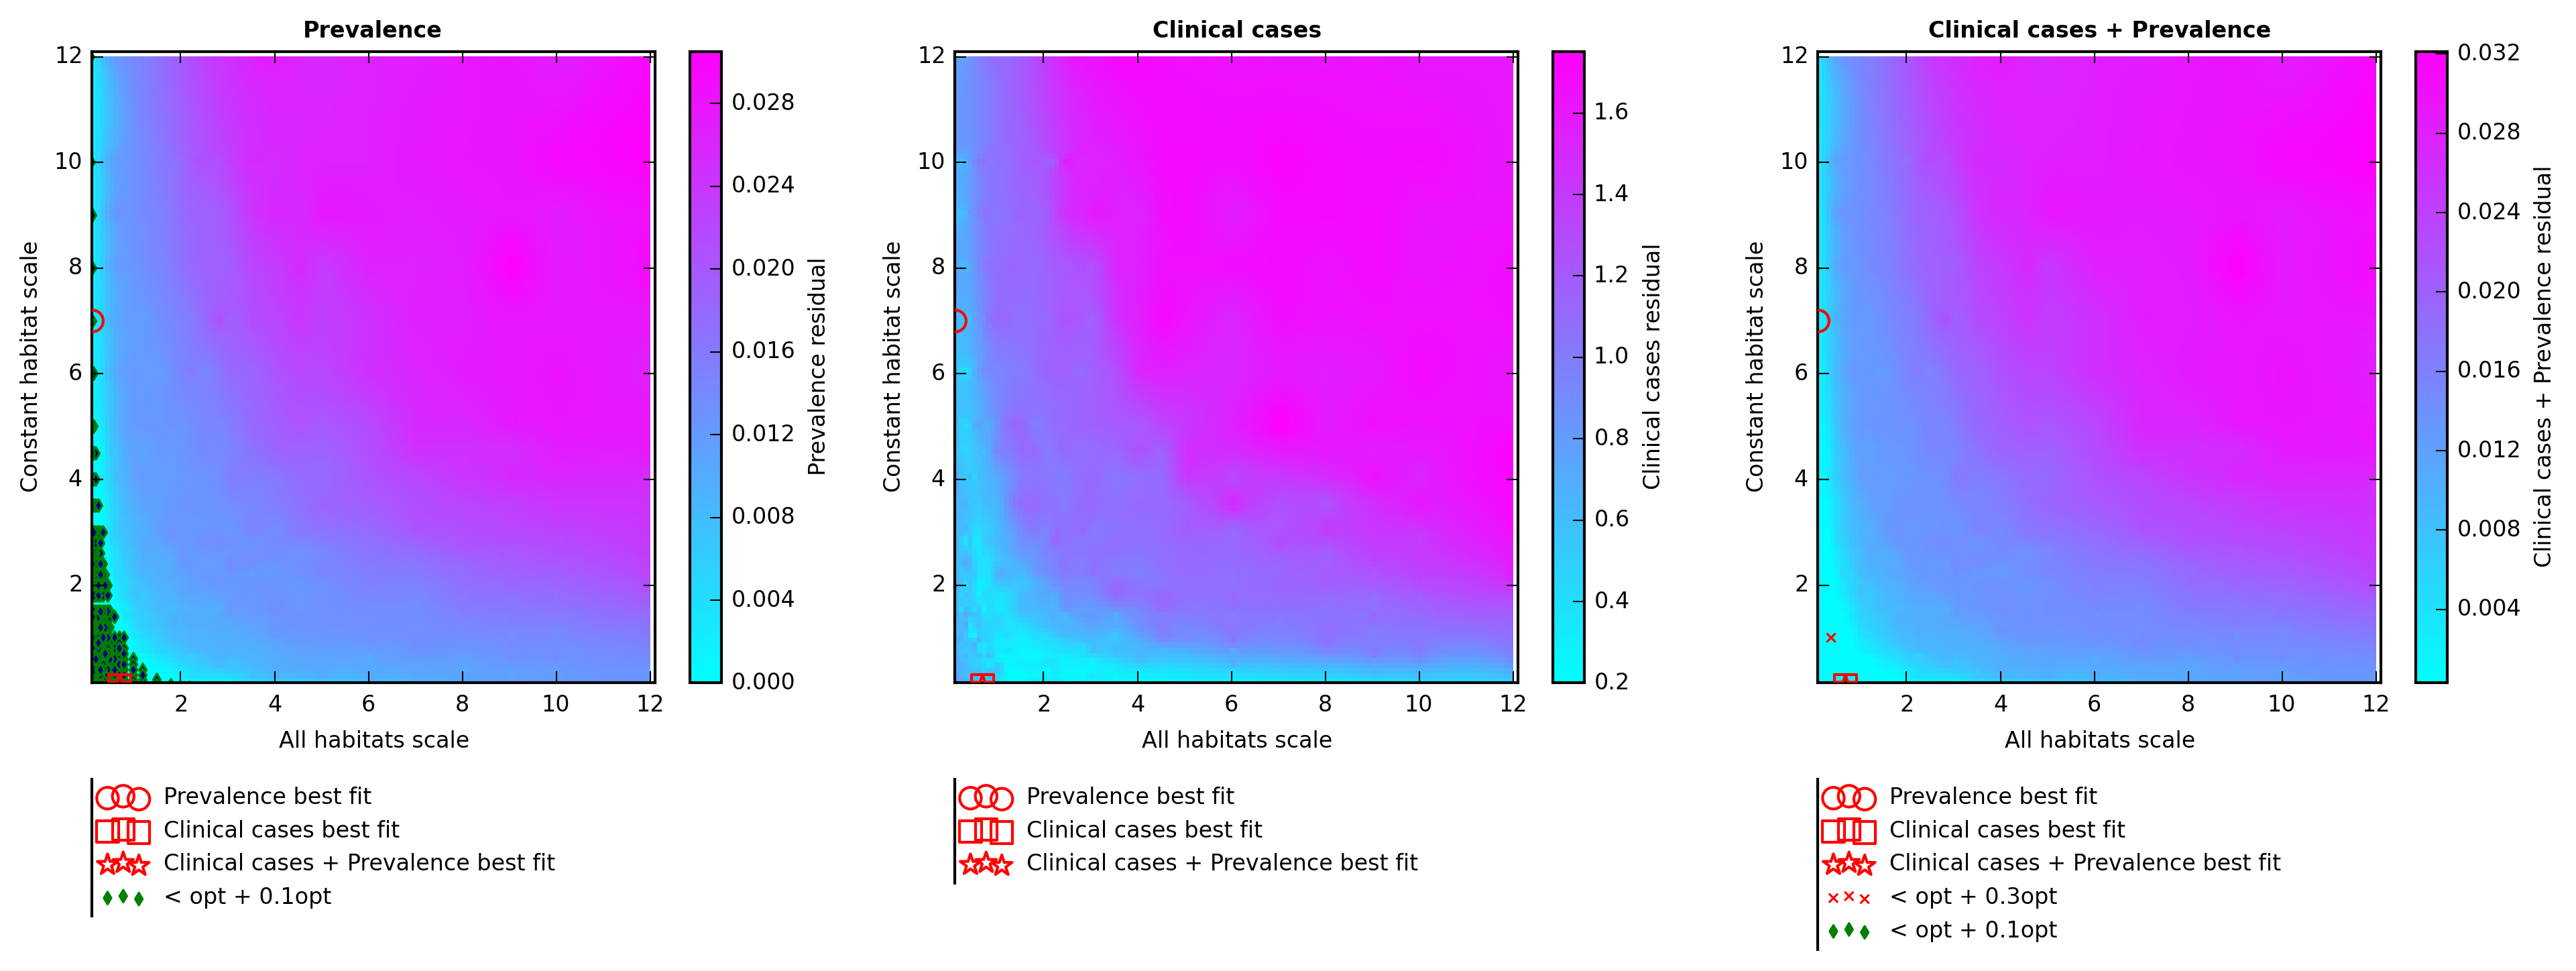 Prevalence
12
10
8
6
4
2
Constant habitat scale
2 4 6 8 10 12
All habitats scale
0.028
0.024
0.020
0.016
0.012
0.008
0.004
0.000
Prevalence residual
Prevalence best fit
Clinical cases best fit
Clinical cases + Prevalence best fit
< opt + 0.1opt
Clinical cases
12
10
8
6
4
2
Constant habitat scale
2 4 6 8 10 12
All habitats scale
1.6
1.4
1.2
1.0
0.8
0.6
0.4
0.2
Clinical cases residual
Prevalence best fit
Clinical cases best fit
Clinical cases + Prevalence best fit
Clinical cases + Prevalence
12
10
8
6
4
2
Constant habitat scale
2 4 6 8 10 12
All habitats scale
0.032
0.028
0.024
0.020
0.016
0.012
0.008
0.004
Clinical cases + Prevalence residual
Prevalence best fit
Clinical cases best fit
Clinical cases + Prevalence best fit
< opt + 0.3opt
< opt + 0.1opt